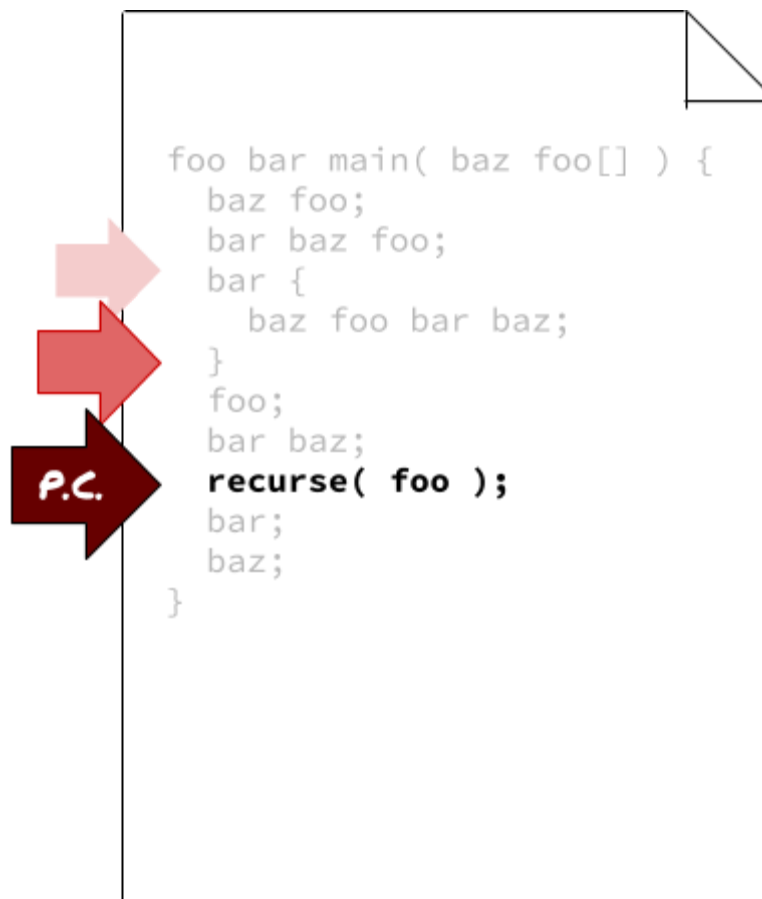 foo bar main( baz foo[] ) {
baz foo;
bar baz foo;
bar {
baz foo bar baz;
}
foo;
bar baz;
P.C.
recurse( foo );
bar;
baz;
}